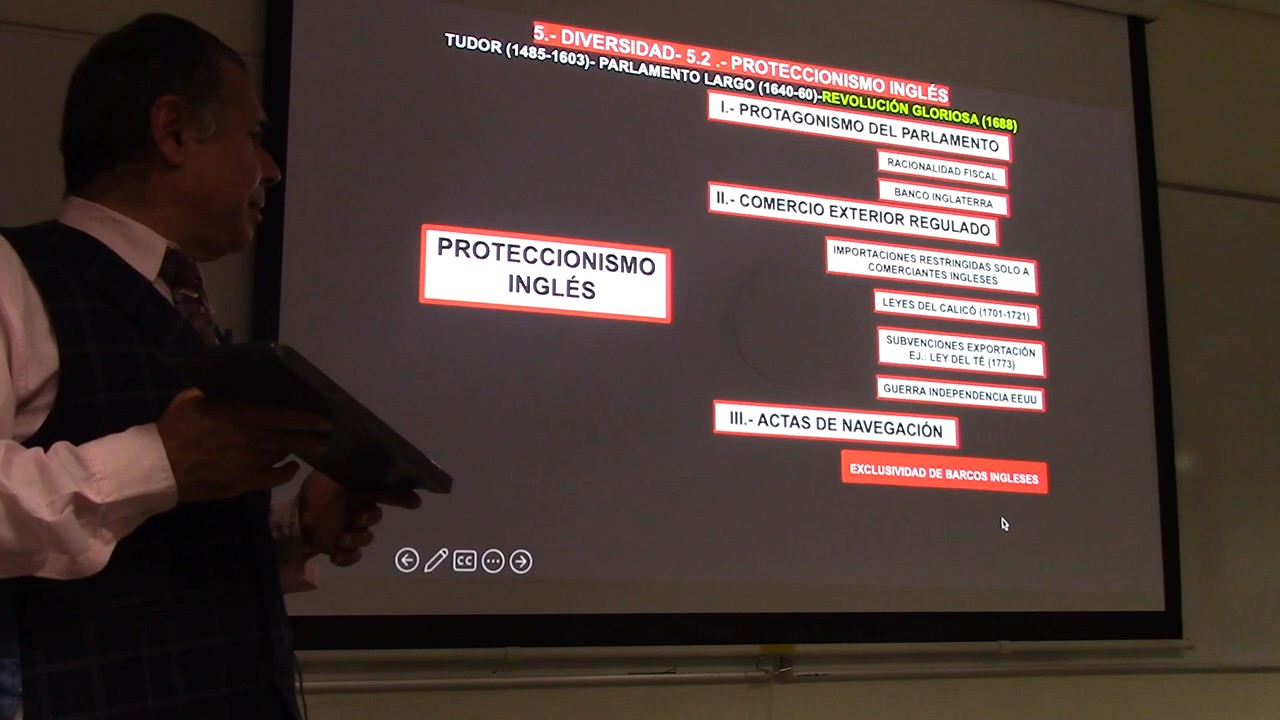 5.- DIVERSIDAD- 5.2 .- PROTECCIONISMO INGLÉS
TUDOR (1485-1603)- PARLAMENTO LARGO (1640-60)-REVOLUCIÓN GLORIOSA (1688)
I.- PROTAGONISMO DEL PARLAMENTO
RACIONALIDAD FISCAL
BANCO INGLATERRA
II.- COMERCIO EXTERIOR REGULADO
PROTECCIONISMO
INGLÉS
IMPORTACIONES RESTRINGIDAS SOLO A
COMERCIANTES INGLESES
LEYES DEL CALICÓ (1701-1721)
SUBVENCIONES EXPORTACIÓN
EJ.: LEY DEL TÉ (1773)
GUERRA INDEPENDENCIA EEUU
III.- ACTAS DE NAVEGACIÓN
EXCLUSIVIDAD DE BARCOS INGLESES
CC